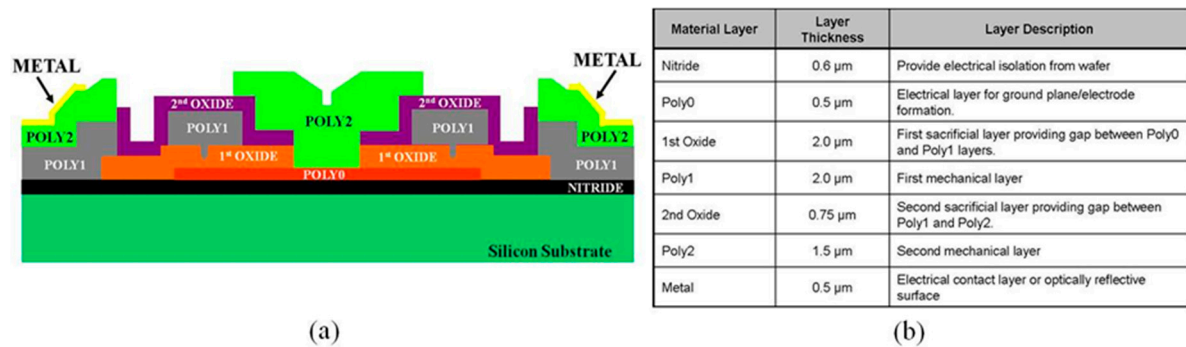 METAL
METAL
2nd OXIDE
2nd OXIDE
POLY2
POLY1
POLY2
POLY1
POLY2
POLY1
1st OXIDE
1st OXIDE
POLY1
POLY0
NITRIDE
Silicon Substrate
(a)
Material Layer Layer Thickness Layer Description
Nitride 0.6 µm Provide electrical isolation from wafer
Poly0 0.5 µm Electrical layer for ground plane/electrode formation.
1st Oxide 2.0 µm First sacrificial layer providing gap between Poly0 and Poly1 layers.
Poly1 2.0 µm First mechanical layer
2nd Oxide 0.75 µm Second sacrificial layer providing gap between Poly1 and Poly2.
Poly2 1.5 µm Second mechanical layer
Metal 0.5 µm Electrical contact layer or optically reflective surface
(b)